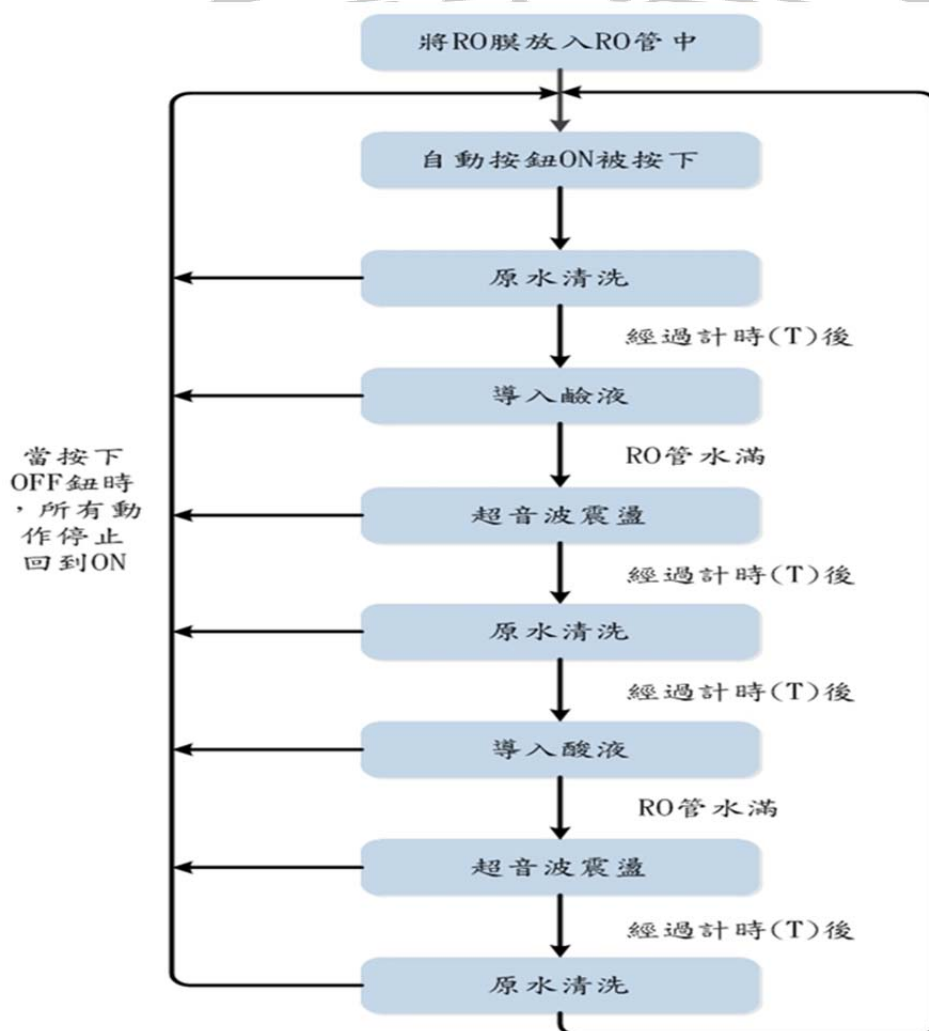 將RO膜放入RO管中
自動按鈕ON被按下
原水清洗
經過計時(T)後
導入鹼液
RO管水滿
當按下
OFF鈕時
，所有動
作停止
回到ON
超音波震盪
經過計時(T)後
原水清洗
經過計時(T)後
導入酸液
RO管水滿
超音波震盪
經過計時(T)後
原水清洗